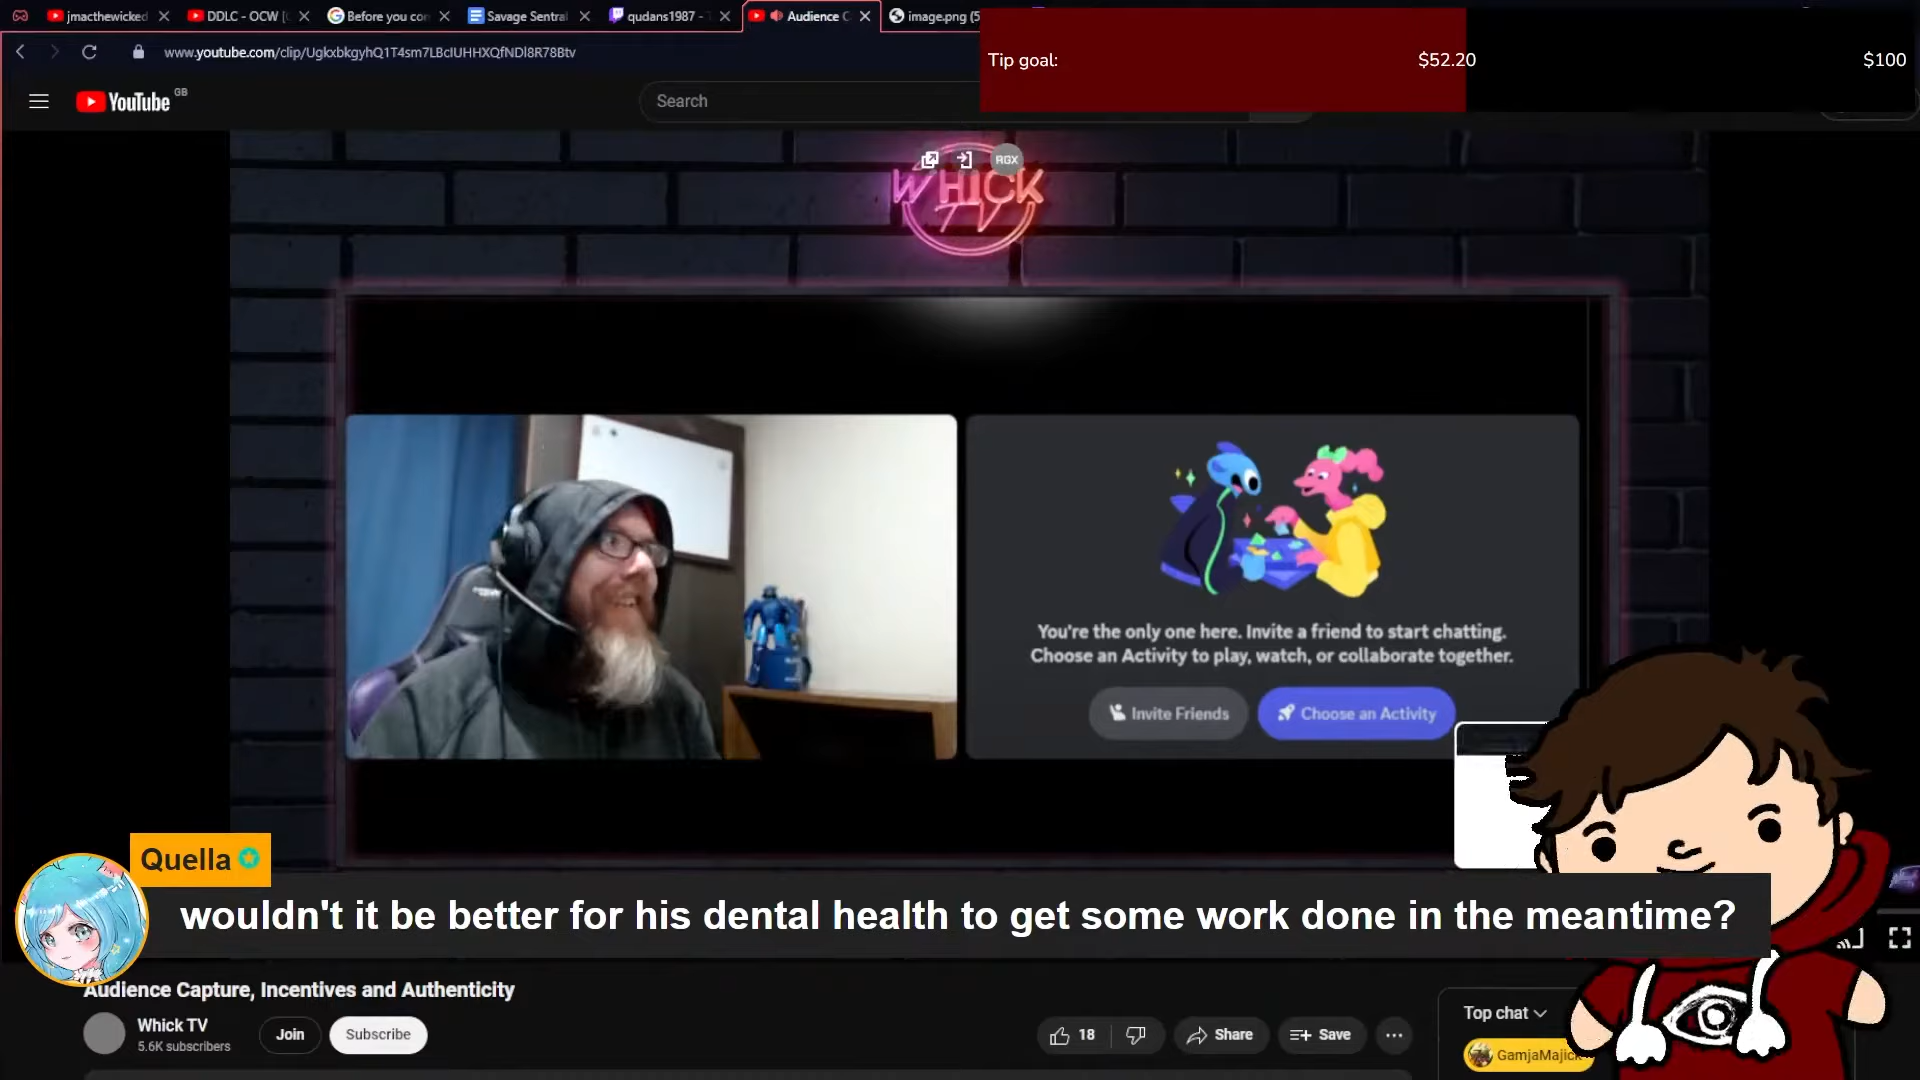 jmacthewicked
DDLC - OCW [
Before you con
Savage Sentral
qudans1987 - T
Audience C
image.png (5
www.youtube.com/clip/UgkxbkgyhQ1T4sm7LBcIUHHXQfNDl8R78Btv
Tip goal:
$52.20
$100
YouTube GB
Search
RGX
WHICK
TV
You're the only one here. Invite a friend to start chatting.
Choose an Activity to play, watch, or collaborate together.
Invite Friends
Choose an Activity
Quella
wouldn't it be better for his dental health to get some work done in the meantime?
Audience Capture, Incentives and Authenticity
Whick TV
5.6K subscribers
Join
Subscribe
18
Share
Save
Top chat
GamjaMajick